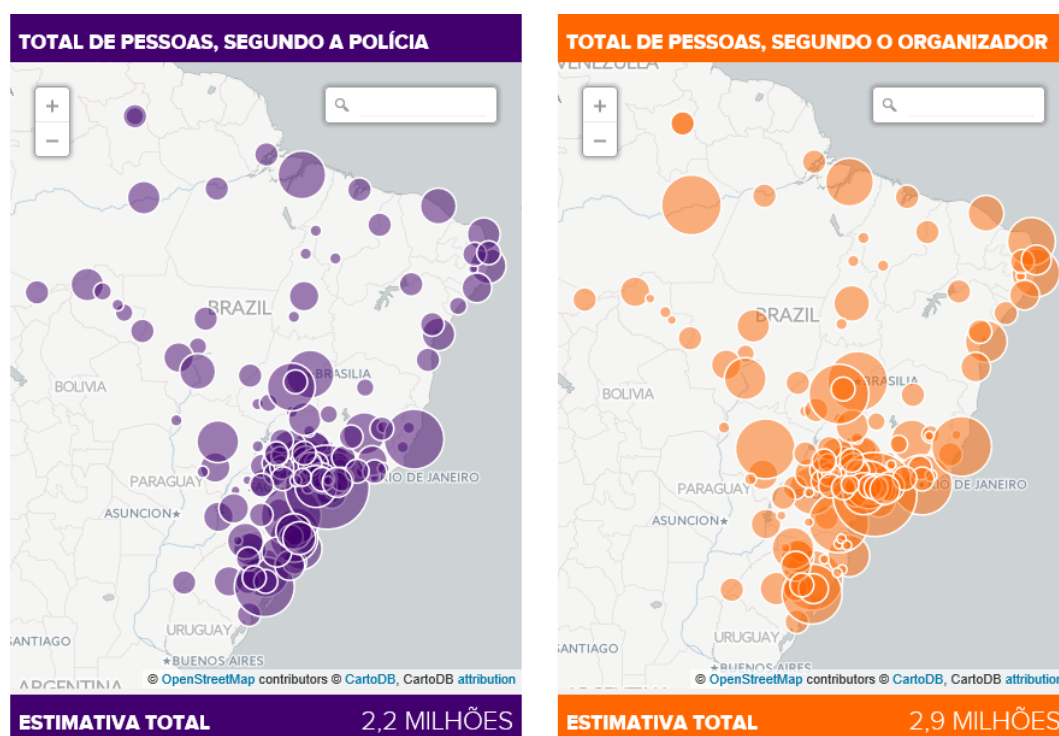 TOTAL DE PESSOAS, SEGUNDO A POLÍCIA
+
−
BRAZIL
BRASILIA
BOLIVIA
PARAGUAY
RIO DE JANEIRO
ASUNCION★
URUGUAY
SANTIAGO
★BUENOS AIRES
ARGENTINA
© OpenStreetMap contributors © CartoDB, CartoDB attribution
ESTIMATIVA TOTAL 2,2 MILHÕES
TOTAL DE PESSOAS, SEGUNDO O ORGANIZADOR
VENEZUELA
+
−
BRAZIL
★BRASILIA
BOLIVIA
PARAGUAY
RIO DE JANEIRO
ASUNCION★
URUGUAY
SANTIAGO
★BUENOS AIRES
© OpenStreetMap contributors © CartoDB, CartoDB attribution
ESTIMATIVA TOTAL 2,9 MILHÕES